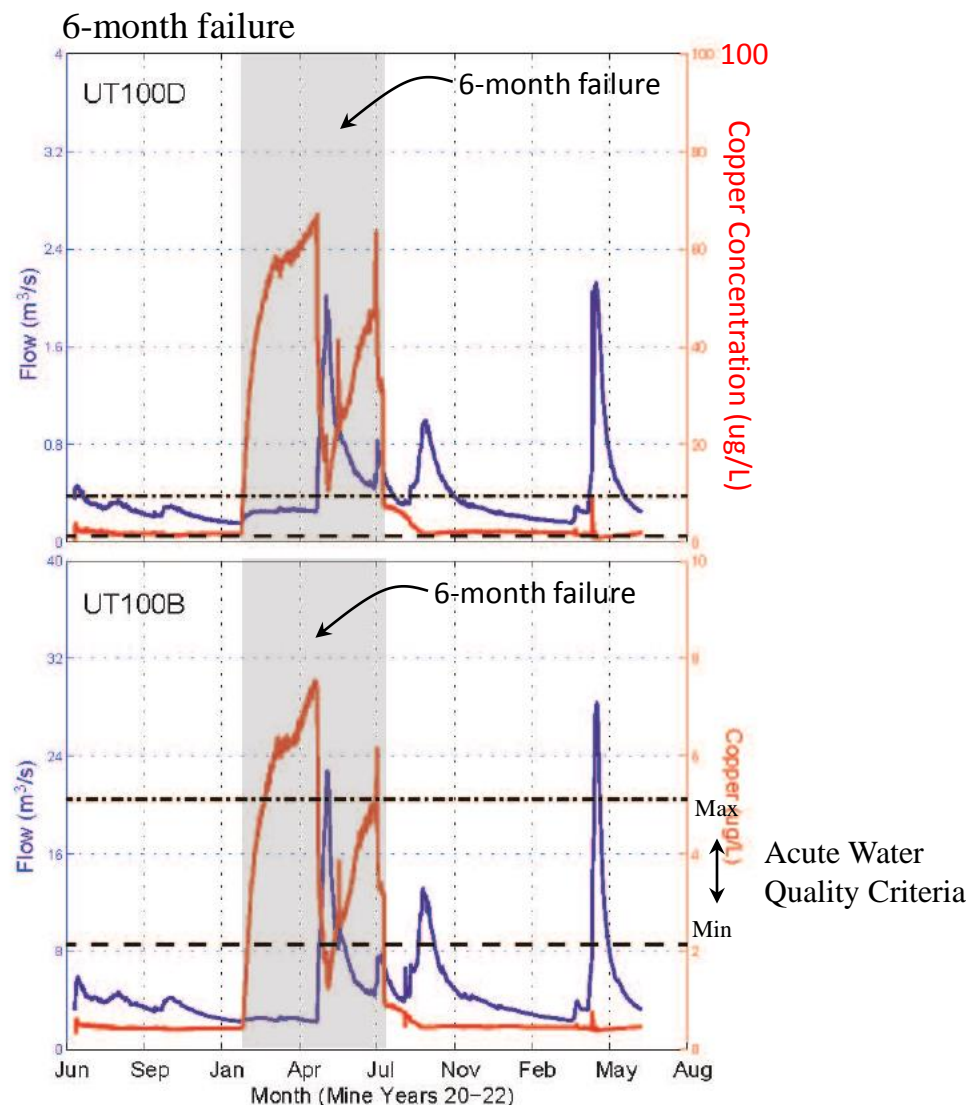 6-month failure
4
3.2
2.4
1.6
0.8
0
Flow (m³/s)
UT100D
6-month failure
100
80
60
40
20
0
100
Copper Concentration (ug/L)
40
32
24
16
8
0
Flow (m³/s)
UT100B
6-month failure
10
8
6
4
2
0
Copper (ug/L)
Max
Min
Acute Water
Quality Criteria
Jun Sep Jan Apr Jul Nov Feb May Aug
Month (Mine Years 20-22)